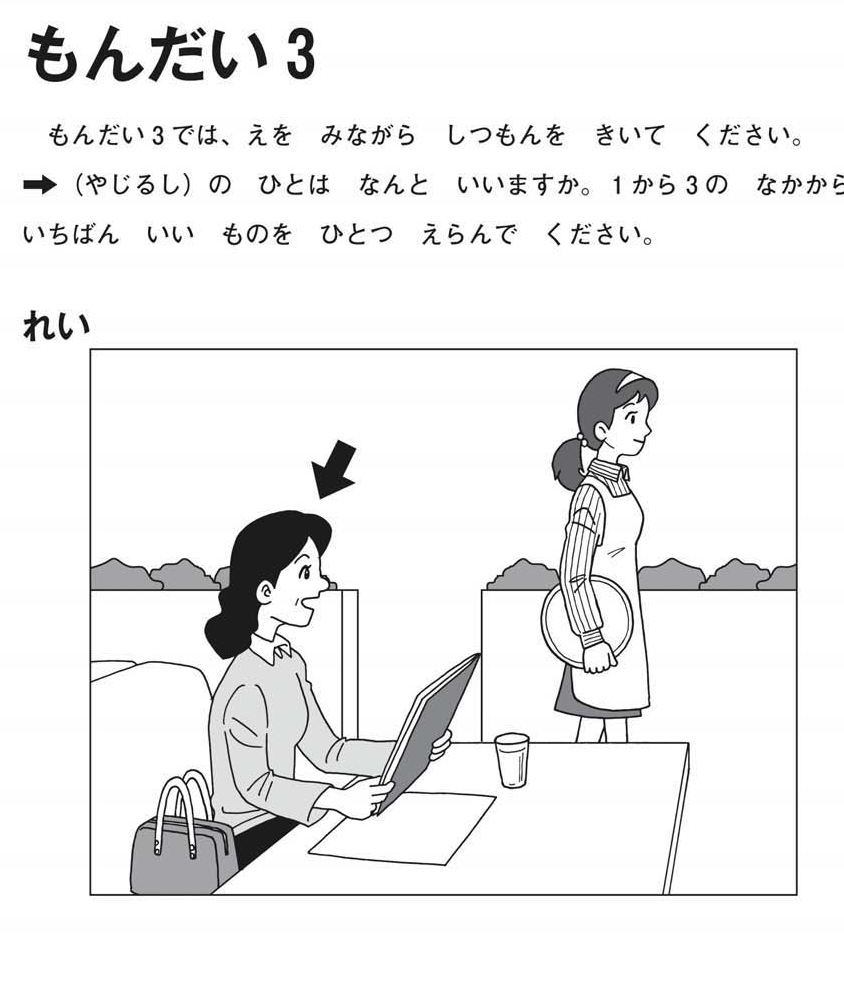 もんだい3
もんだい3では、えを　みながら　しつもんを　きいて　ください。
➡（やじるし）の　ひとは　なんと　いいますか。1から3の　なかから
いちばん　いい　ものを　ひとつ　えらんで　ください。
れい